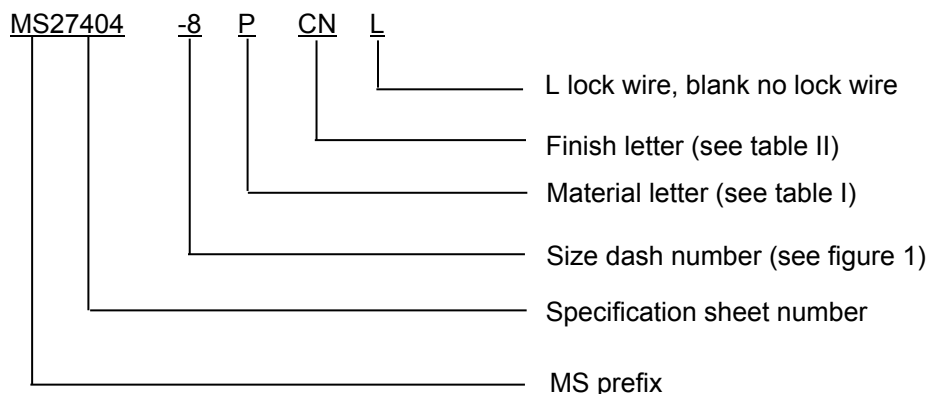 MS27404 -8 P CN L
L lock wire, blank no lock wire
Finish letter (see table II)
Material letter (see table I)
Size dash number (see figure 1)
Specification sheet number
MS prefix